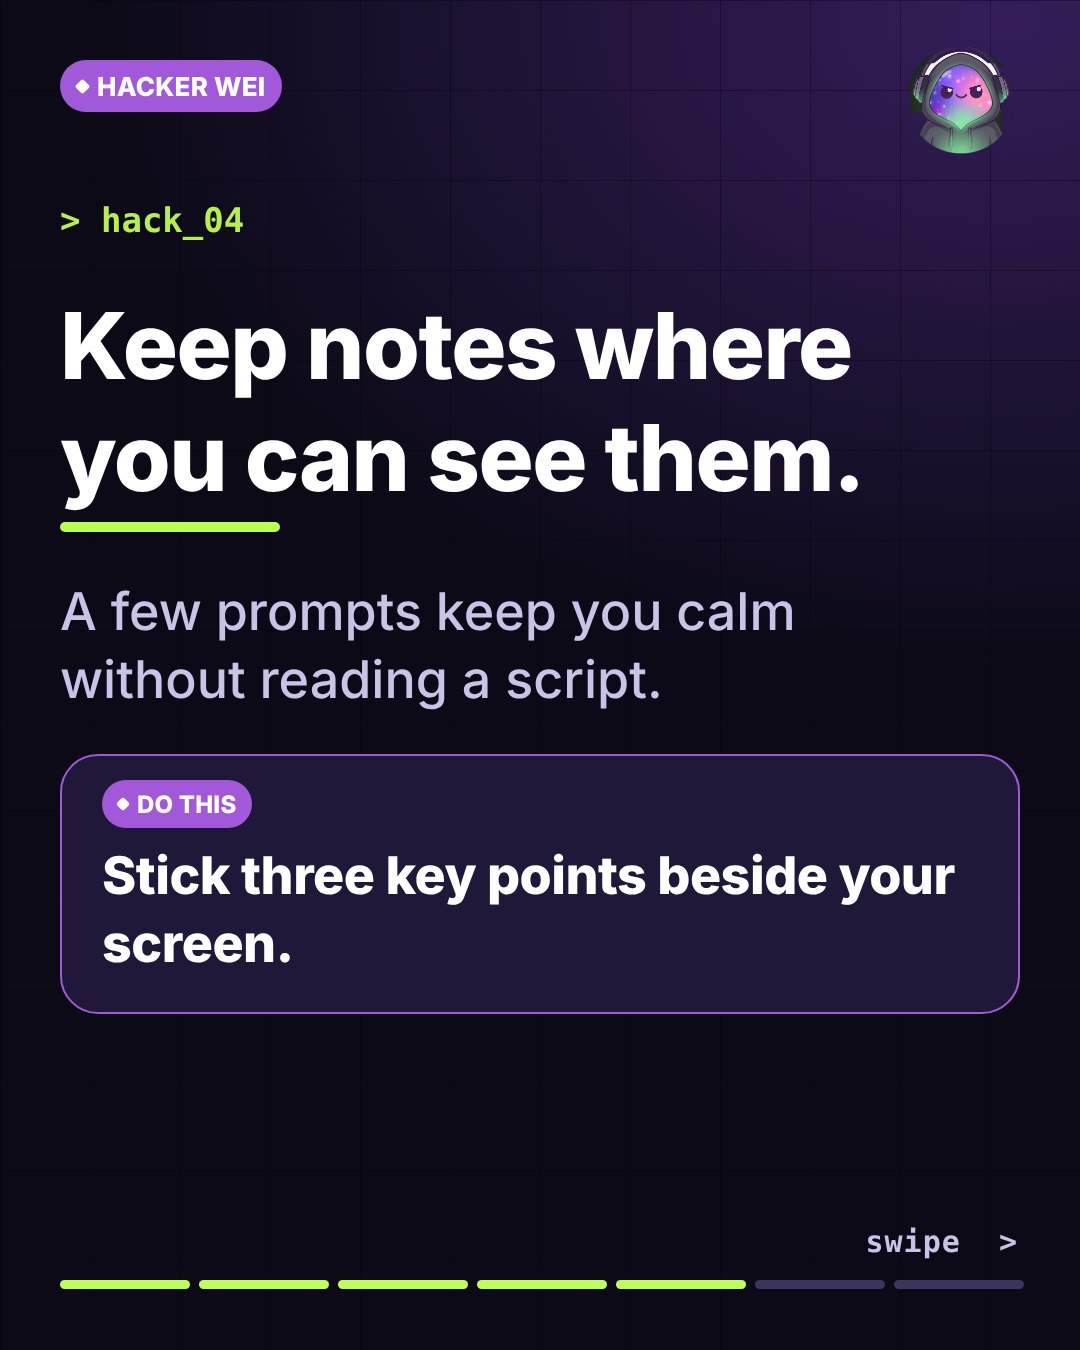 HACKER WEI
> hack_04
Keep notes where
you can see them.
A few prompts keep you calm
without reading a script.
DO THIS
Stick three key points beside your
screen.
swipe >